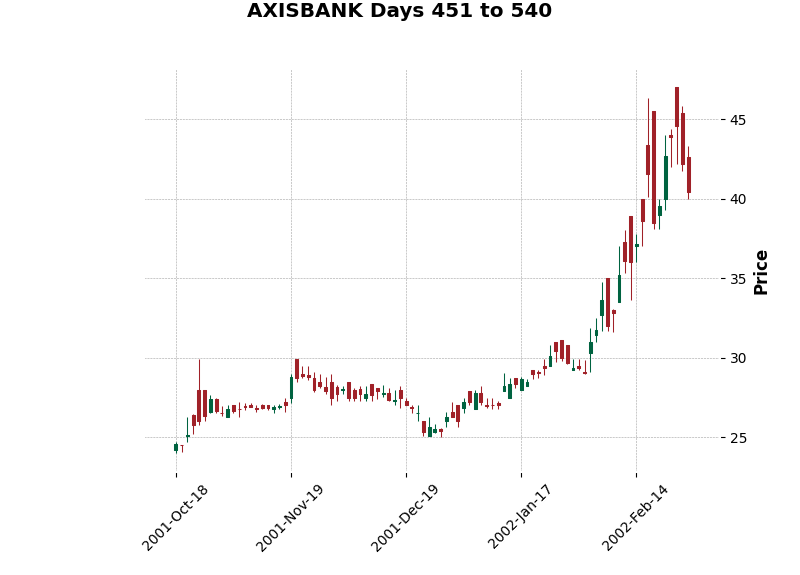 AXISBANK Days 451 to 540
45
40
35
30
25
Price
2001-Oct-18
2001-Nov-19
2001-Dec-19
2002-Jan-17
2002-Feb-14